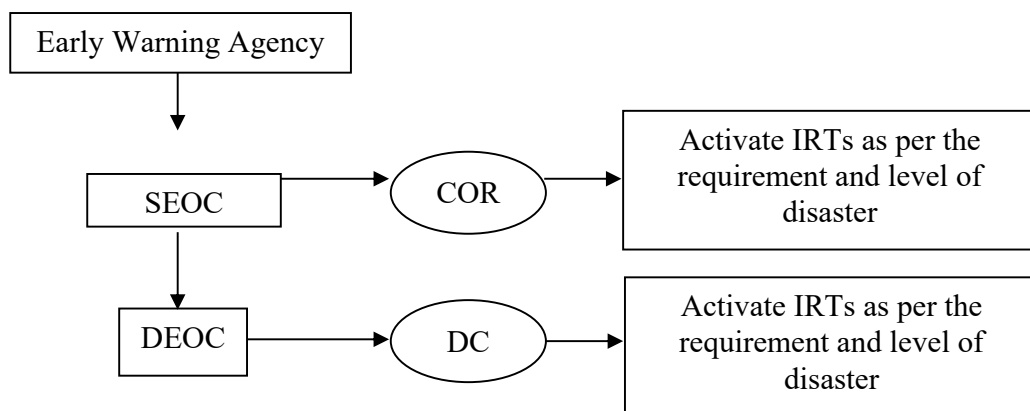 Early Warning Agency
SEOC
COR
Activate IRTs as per the
requirement and level of
disaster
DEOC
DC
Activate IRTs as per the
requirement and level of
disaster